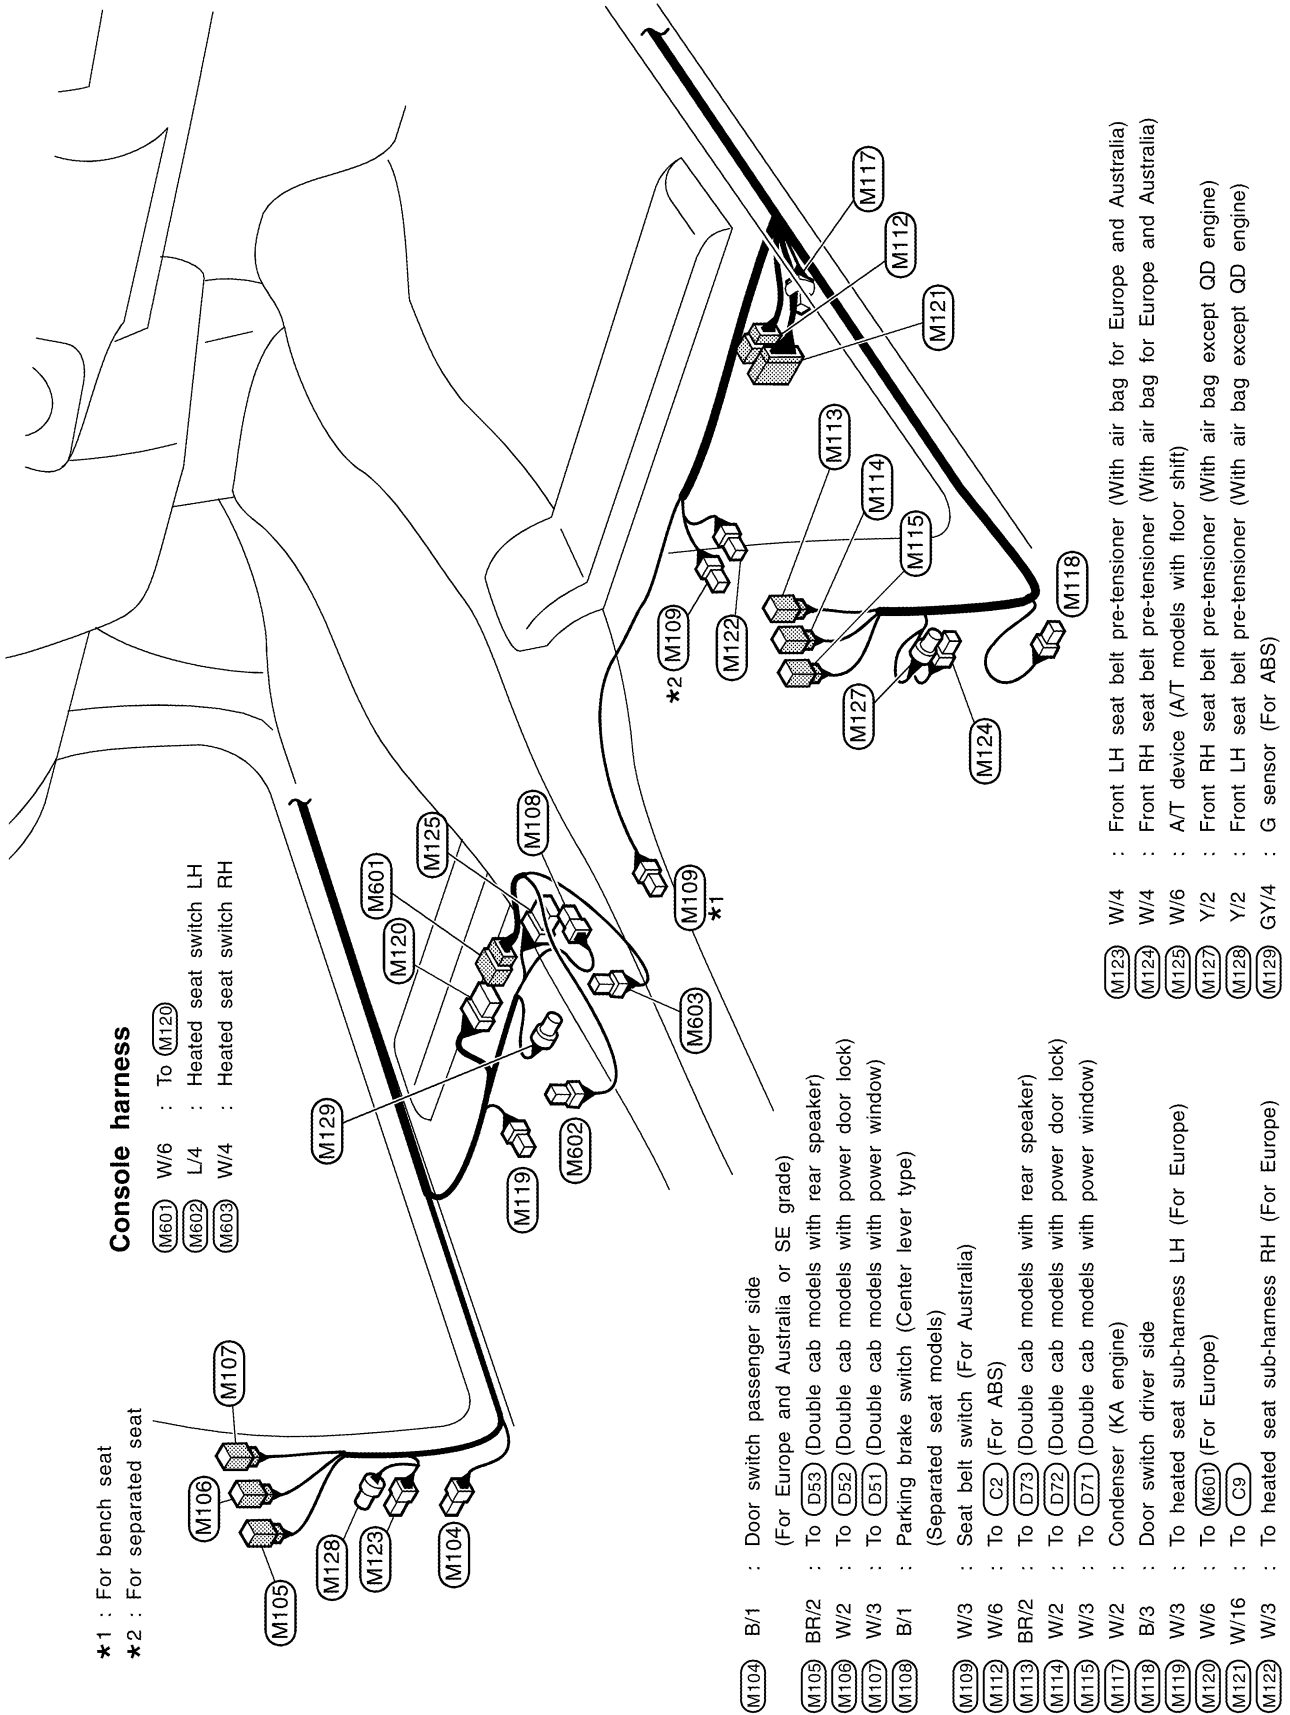 *1 : For bench seat
*2 : For separated seat
Console harness
M601 W/6 : To M120
M602 L/4 : Heated seat switch LH
M603 W/4 : Heated seat switch RH
M107
M106
M105
M128
M123
M104
M129
M119
M602
M120
M601
M125
M108
M603
M109
*1
*2 M109
M122
M113
M114
M115
M127
M124
M118
M117
M112
M121
M104 B/1 : Door switch passenger side
(For Europe and Australia or SE grade)
M105 BR/2 : To D53 (Double cab models with rear speaker)
M106 W/2 : To D52 (Double cab models with power door lock)
M107 W/3 : To D51 (Double cab models with power window)
M108 B/1 : Parking brake switch (Center lever type)
(Separated seat models)
M109 W/3 : Seat belt switch (For Australia)
M112 W/6 : To C2 (For ABS)
M113 BR/2 : To D73 (Double cab models with rear speaker)
M114 W/2 : To D72 (Double cab models with power door lock)
M115 W/3 : To D71 (Double cab models with power window)
M117 W/2 : Condenser (KA engine)
M118 B/3 : Door switch driver side
M119 W/3 : To heated seat sub-harness LH (For Europe)
M120 W/6 : To M601 (For Europe)
M121 W/16 : To C9
M122 W/3 : To heated seat sub-harness RH (For Europe)
M123 W/4 : Front LH seat belt pre-tensioner (With air bag for Europe and Australia)
M124 W/4 : Front RH seat belt pre-tensioner (With air bag for Europe and Australia)
M125 W/6 : A/T device (A/T models with floor shift)
M127 Y/2 : Front RH seat belt pre-tensioner (With air bag except QD engine)
M128 Y/2 : Front LH seat belt pre-tensioner (With air bag except QD engine)
M129 GY/4 : G sensor (For ABS)